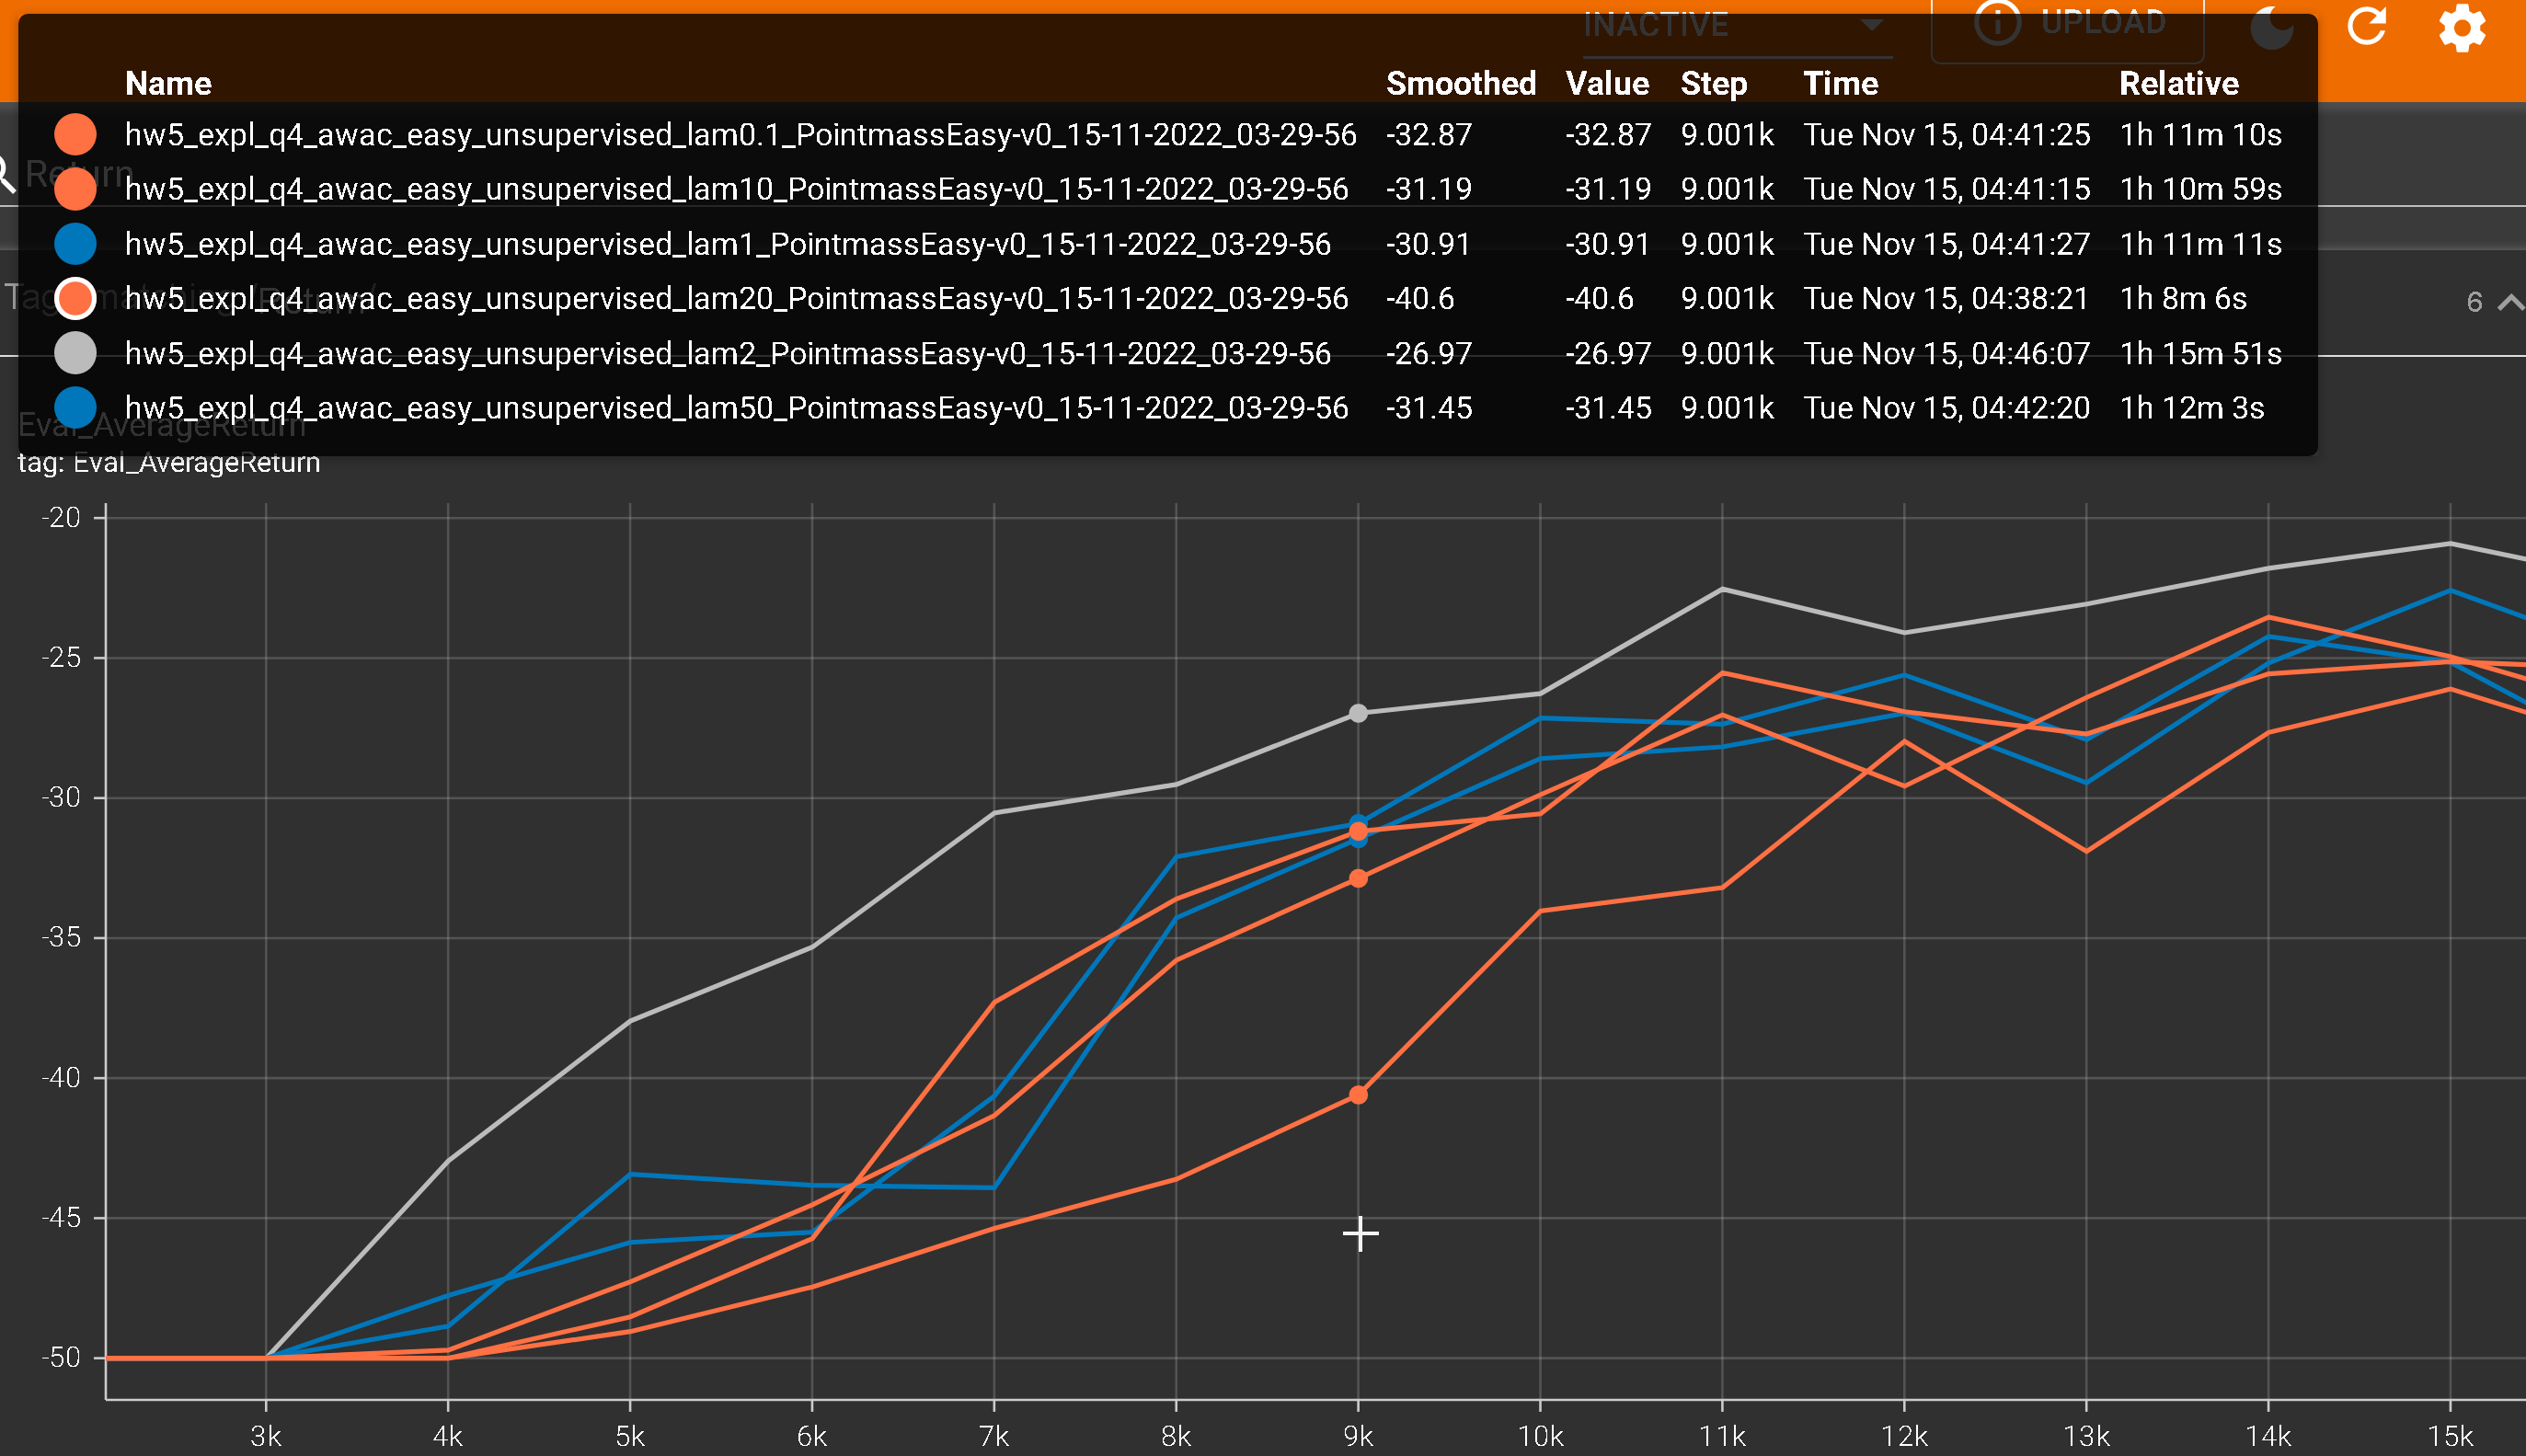 INACTIVE UPLOAD
Name Smoothed Value Step Time Relative
hw5_expl_q4_awac_easy_unsupervised_lam0.1_PointmassEasy-v0_15-11-2022_03-29-56 -32.87 -32.87 9.001k Tue Nov 15, 04:41:25 1h 11m 10s
Return
hw5_expl_q4_awac_easy_unsupervised_lam10_PointmassEasy-v0_15-11-2022_03-29-56 -31.19 -31.19 9.001k Tue Nov 15, 04:41:15 1h 10m 59s
hw5_expl_q4_awac_easy_unsupervised_lam1_PointmassEasy-v0_15-11-2022_03-29-56 -30.91 -30.91 9.001k Tue Nov 15, 04:41:27 1h 11m 11s
hw5_expl_q4_awac_easy_unsupervised_lam20_PointmassEasy-v0_15-11-2022_03-29-56 -40.6 -40.6 9.001k Tue Nov 15, 04:38:21 1h 8m 6s
6
hw5_expl_q4_awac_easy_unsupervised_lam2_PointmassEasy-v0_15-11-2022_03-29-56 -26.97 -26.97 9.001k Tue Nov 15, 04:46:07 1h 15m 51s
hw5_expl_q4_awac_easy_unsupervised_lam50_PointmassEasy-v0_15-11-2022_03-29-56 -31.45 -31.45 9.001k Tue Nov 15, 04:42:20 1h 12m 3s
Eval_AverageReturn
tag: Eval_AverageReturn
-20
-25
-30
-35
-40
-45
-50
3k 4k 5k 6k 7k 8k 9k 10k 11k 12k 13k 14k 15k